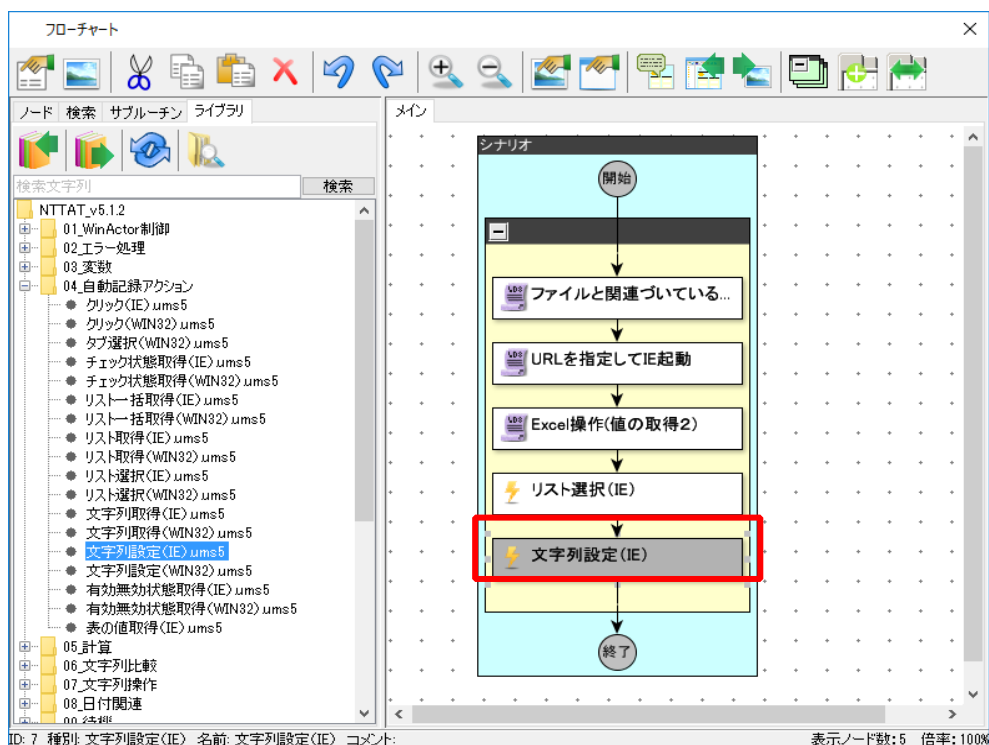 フローチャート
ノード 検索 サブルーチン ライブラリ
メイン
検索文字列 検索
NTTAT_v5.1.2
01_WinActor制御
02_エラー処理
03_変数
04_自動記録アクション
クリック(IE).ums5
クリック(WIN32).ums5
タブ選択(WIN32).ums5
チェック状態取得(IE).ums5
チェック状態取得(WIN32).ums5
リスト一括取得(IE).ums5
リスト一括取得(WIN32).ums5
リスト取得(IE).ums5
リスト取得(WIN32).ums5
リスト選択(IE).ums5
リスト選択(WIN32).ums5
文字列取得(IE).ums5
文字列取得(WIN32).ums5
文字列設定(IE).ums5
文字列設定(WIN32).ums5
有効無効状態取得(IE).ums5
有効無効状態取得(WIN32).ums5
表の値取得(IE).ums5
05_計算
06_文字列比較
07_文字列操作
08_日付関連
シナリオ
開始
ファイルと関連づいている...
URLを指定してIE起動
Excel操作(値の取得2)
リスト選択(IE)
文字列設定(IE)
終了
ID: 7 種別: 文字列設定(IE) 名前: 文字列設定(IE) コメント:
表示ノード数:5 倍率:100%